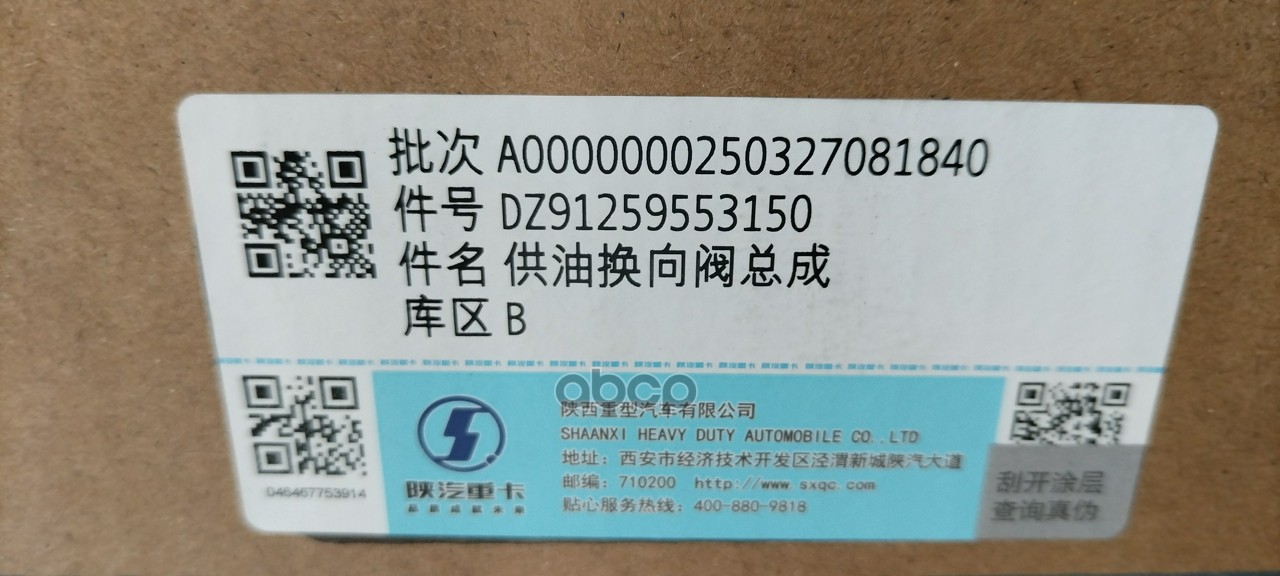 批次 A0000000250327081840
件号 DZ91259553150
件名 供油换向阀总成
库区 B
abcp
陕西重型汽车有限公司
SHAANXI HEAVY DUTY AUTOMOBILE CO.,LTD
地址：西安市经济技术开发区泾渭新城陕汽大道
邮编：710200 http://www.sxqc.com
贴心服务热线：400-880-9818
陕汽重卡
046467753914
刮开涂层
查询真伪